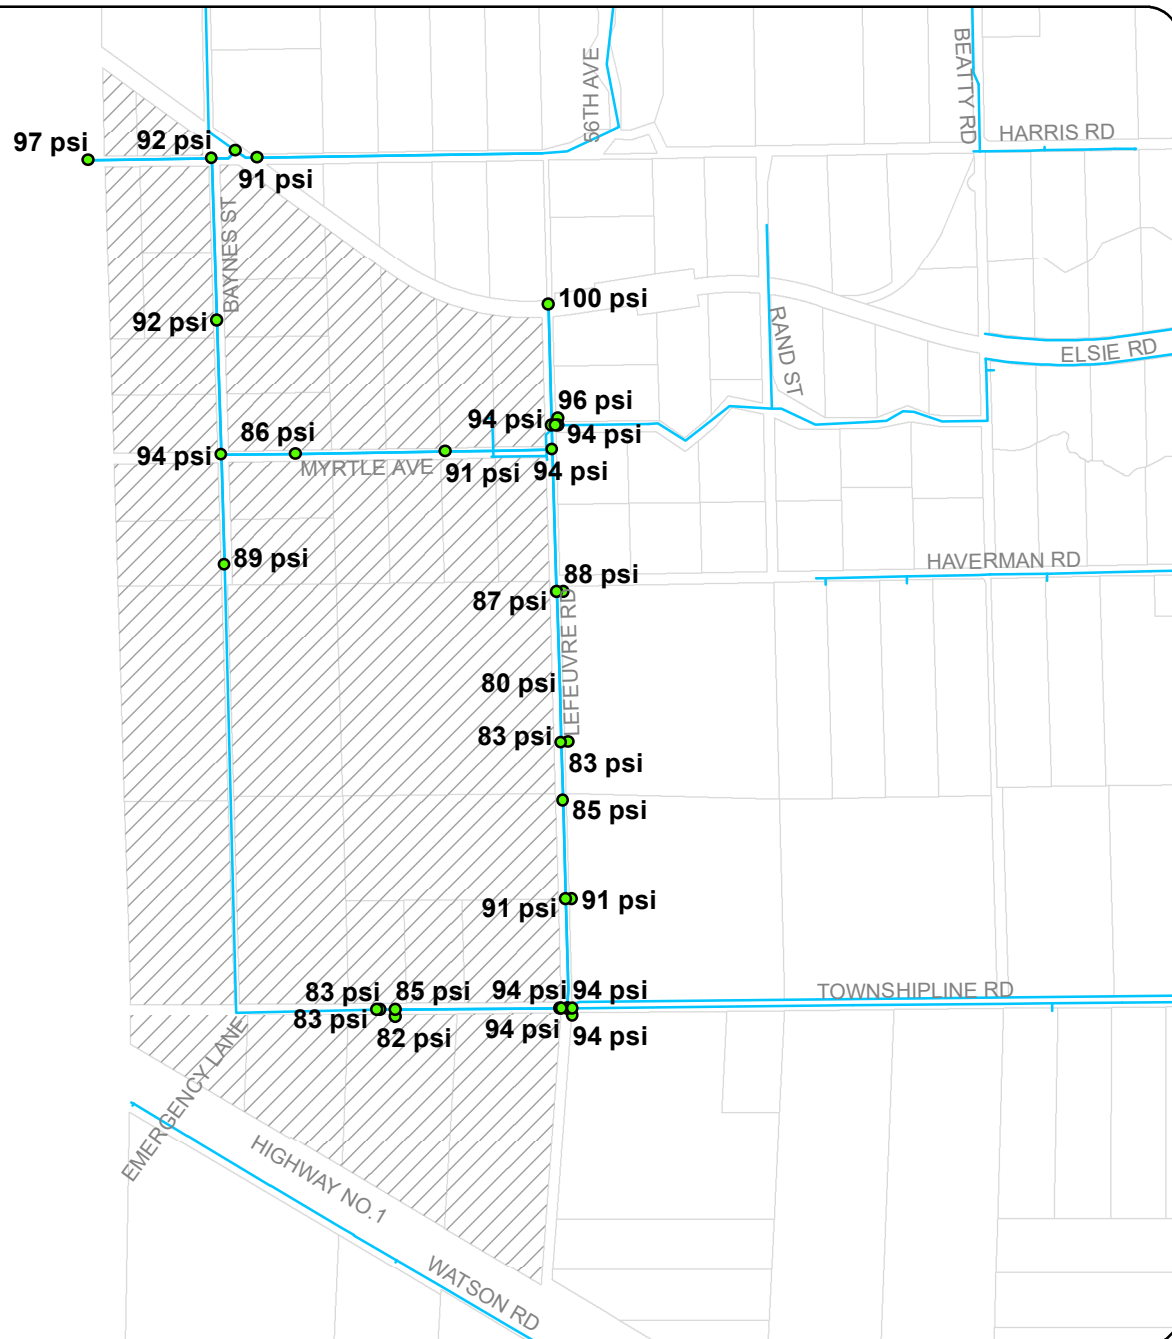 56TH AVE
BEATTY RD
HARRIS RD
97 psi
92 psi
91 psi
BAYNES ST
100 psi
92 psi
RAND ST
ELSIE RD
96 psi
94 psi
94 psi
86 psi
94 psi
MYRTLE AVE
91 psi
94 psi
89 psi
HAVERMAN RD
88 psi
87 psi
LEFEUVRE RD
80 psi
83 psi
83 psi
85 psi
91 psi
91 psi
83 psi
85 psi
94 psi
94 psi
TOWNSHIPLINE RD
83 psi
82 psi
94 psi
94 psi
EMERGENCY LANE
HIGHWAY NO.1
WATSON RD